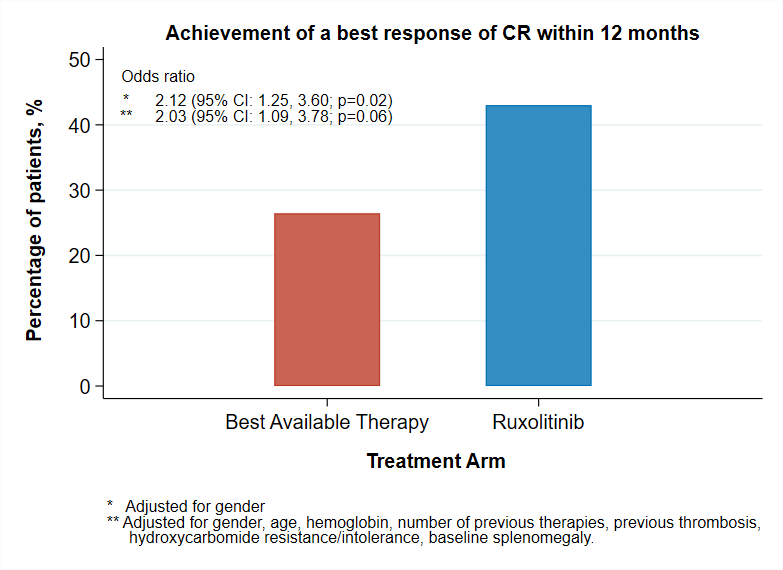 Achievement of a best response of CR within 12 months
Percentage of patients, %
50
40
30
20
10
0
Odds ratio
* 2.12 (95% CI: 1.25, 3.60; p=0.02)
** 2.03 (95% CI: 1.09, 3.78; p=0.06)
Best Available Therapy
Ruxolitinib
Treatment Arm
* Adjusted for gender
** Adjusted for gender, age, hemoglobin, number of previous therapies, previous thrombosis,
hydroxycarbomide resistance/intolerance, baseline splenomegaly.